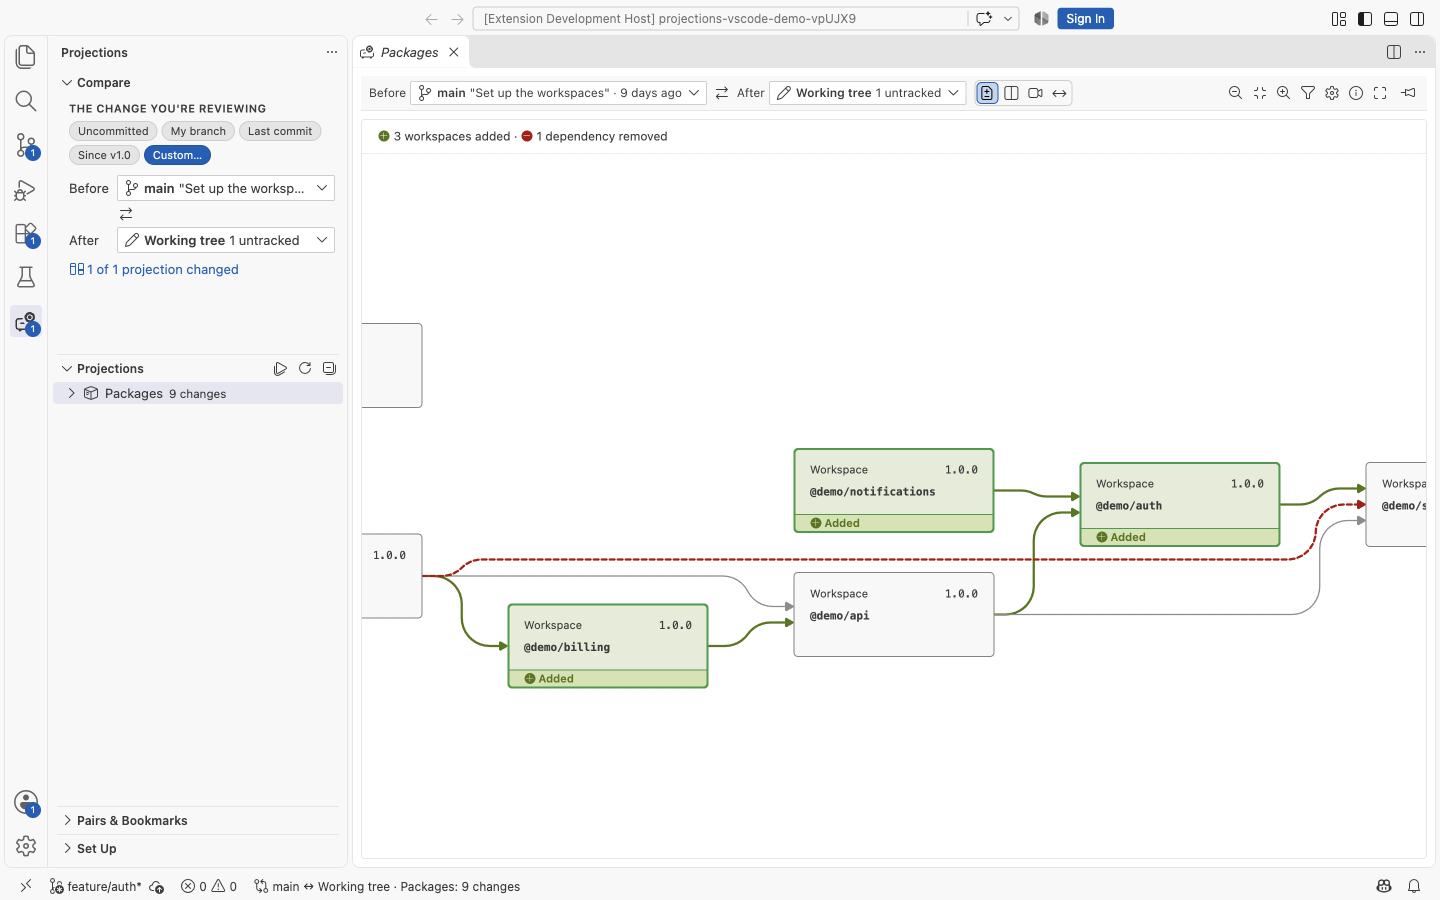 [Extension Development Host] projections-vscode-demo-vpUJX9
Sign In
Projections
Compare
THE CHANGE YOU'RE REVIEWING
Uncommitted
My branch
Last commit
Since v1.0
Custom...
Before
main "Set up the worksp...
After
Working tree 1 untracked
1 of 1 projection changed
Projections
Packages 9 changes
Pairs & Bookmarks
Set Up
1
1
1
1
Packages
Before
main "Set up the workspaces" · 9 days ago
After
Working tree 1 untracked
3 workspaces added · 1 dependency removed
1.0.0
Workspace 1.0.0
@demo/billing
Added
Workspace 1.0.0
@demo/notifications
Added
Workspace 1.0.0
@demo/api
Workspace 1.0.0
@demo/auth
Added
Workspa
@demo/s
feature/auth*
0
0
main ↔ Working tree · Packages: 9 changes